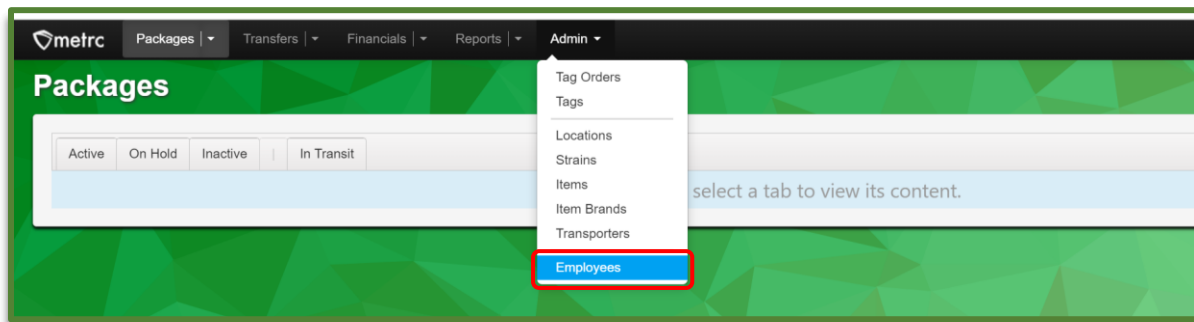 metrc Packages | Transfers | Financials | Reports | Admin
Packages
Tag Orders
Tags
Locations
Strains
Items
Item Brands
Transporters
Employees
Active On Hold Inactive | In Transit
select a tab to view its content.